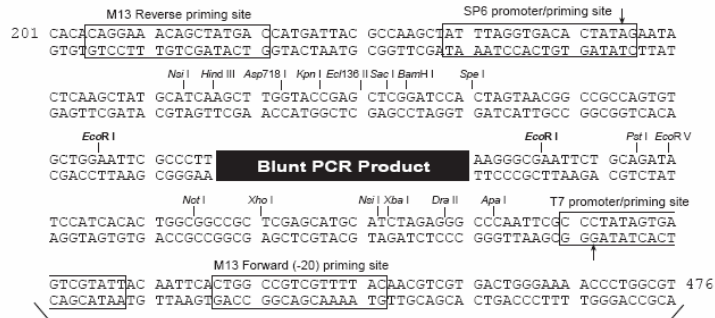 M13 Reverse priming site SP6 promoter/priming site
201 CACACAGGAA ACAGCTATGA CCATGATTAC GCCAAGCTAT TTAGGTGACA CTATAGAATA
GTGTGTCCTT TGTCGATACT GGTACTAATG CGGTTCGATA AATCCACTGT GATATCTTAT
Nsi I Hind III Asp718 I Kpn I Ecl136 II Sac I BamH I Spe I
CTCAAGCTAT GCATCAAGCT TGGTACCGAG CTCGGATCCA CTAGTAACGG CCGCCAGTGT
GAGTTCGATA CGTAGTTCGA ACCATGGCTC GAGCCTAGGT GATCATTGCC GGCGGTCACA
EcoR I EcoR I Pst I EcoR V
GCTGGAATTC GCCCTT Blunt PCR Product AAGGGCGAATTCT GCAGATA
CGACCTTAAG CGGGAA TTCCCGCTTAAGA CGTCTAT
Not I Xho I Nsi I Xba I Dra II Apa I T7 promoter/priming site
TCCATCACAC TGGCGGCCGC TCGAGCATGC ATCTAGAGGG CCCAATTCGC CCTATAGTGA
AGGTAGTGTG ACCGCCGGCG AGCTCGTACG TAGATCTCCC GGGTTAAGCG GGATATCACT
M13 Forward (-20) priming site
GTCGTATTAC AATTCACTGG CCGTCGTTTT ACAACGTCGT GACTGGGAAA ACCCTGGCGT 476
CAGCATAATG TTAAGTGACC GGCAGCAAAA TGTTGCAGCA CTGACCCTTT TGGGACCGCA